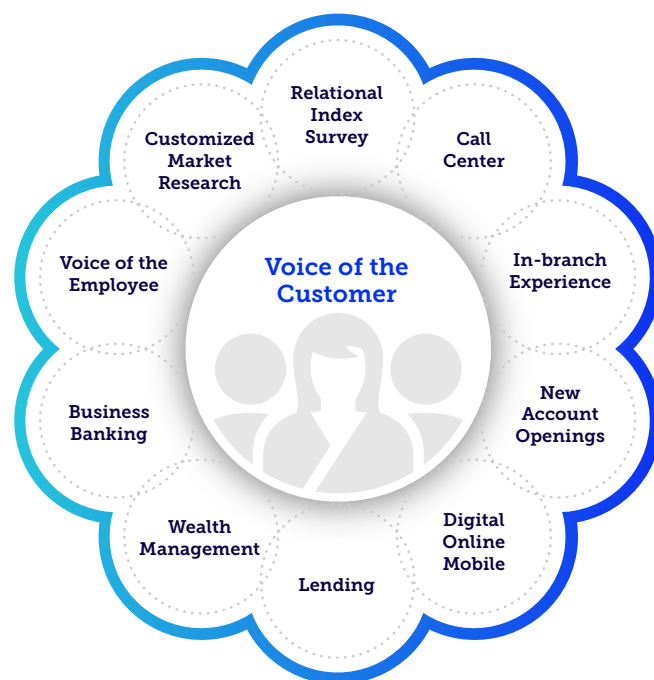 Relational
Index
Survey
Call
Center
In-branch
Experience
New
Account
Openings
Digital
Online
Mobile
Lending
Wealth
Management
Business
Banking
Voice of the
Employee
Customized
Market
Research
Voice of the
Customer